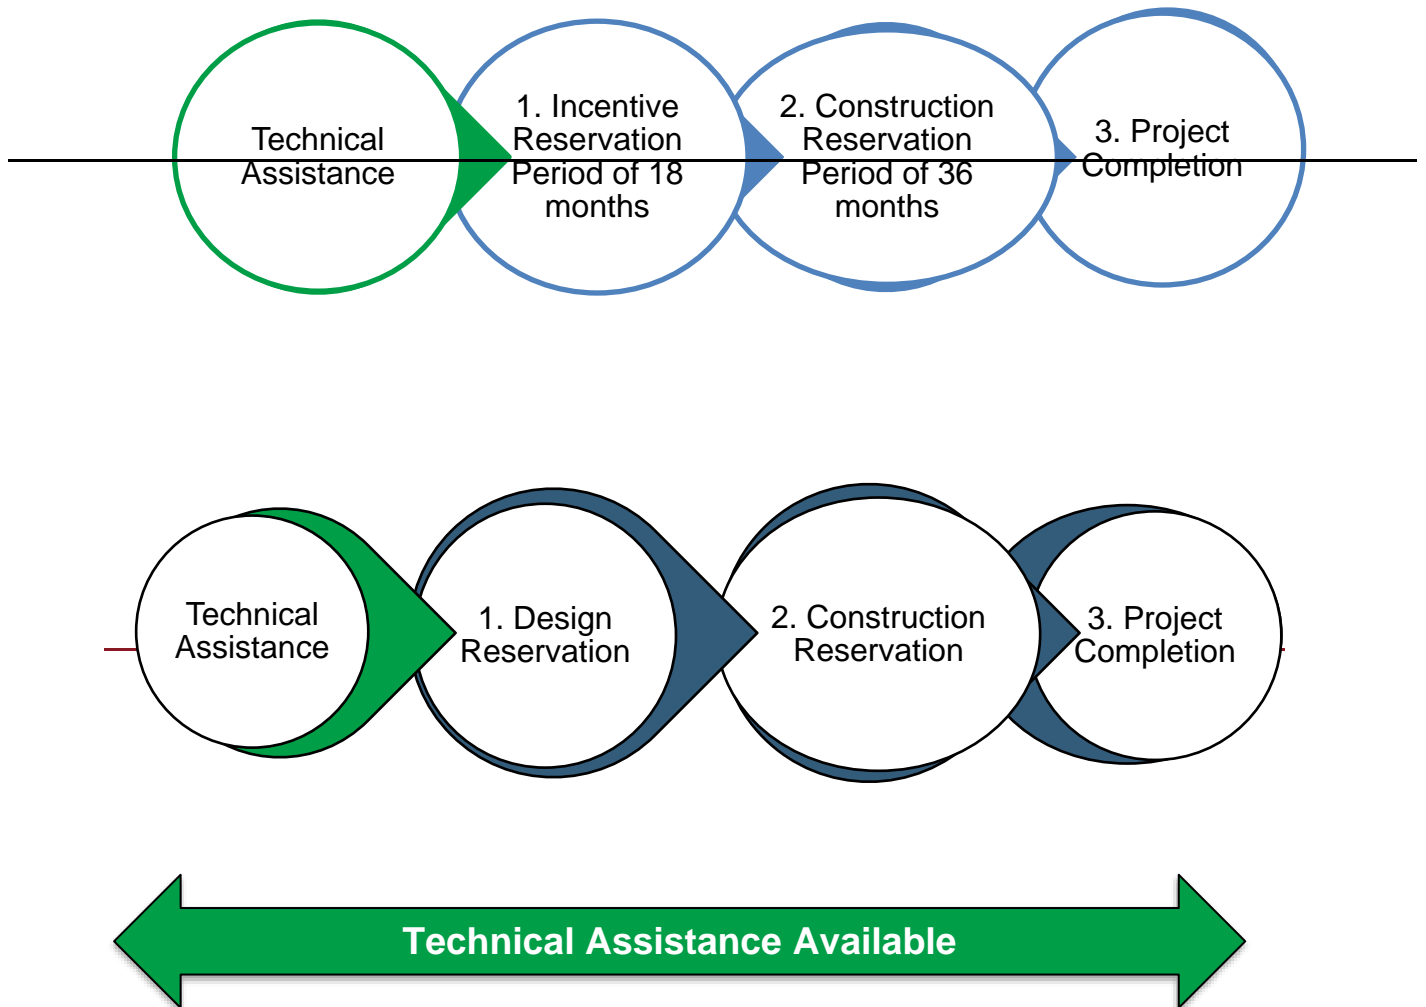 Technical
Assistance
1. Incentive
Reservation
Period of 18
months
2. Construction
Reservation
Period of 36
months
3. Project
Completion
Technical
Assistance
1. Design
Reservation
2. Construction
Reservation
3. Project
Completion
Technical Assistance Available